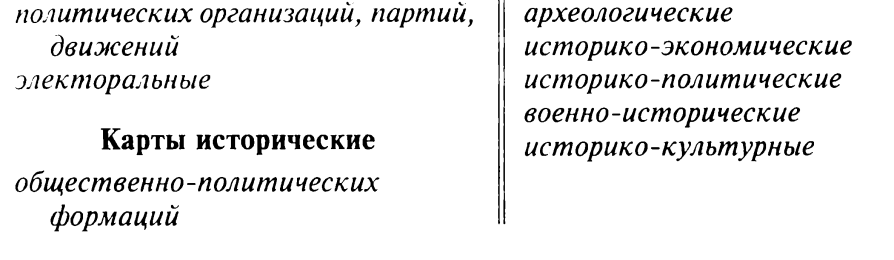 политических организаций, партий,
движений
электоральные
Карты исторические
общественно-политических
формаций
археологические
историко-экономические
историко-политические
военно-исторические
историко-культурные